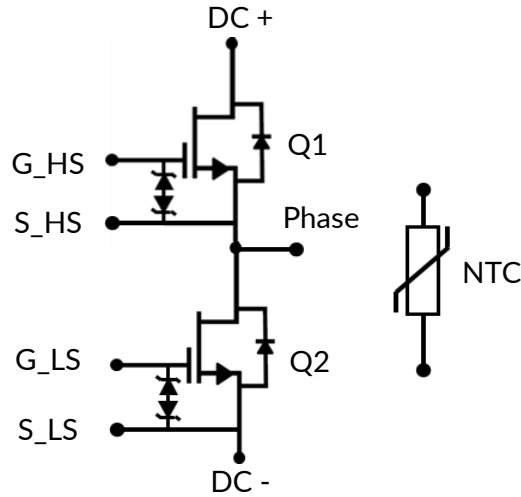 DC +
Q1
G_HS
S_HS
Phase
NTC
G_LS
Q2
S_LS
DC -